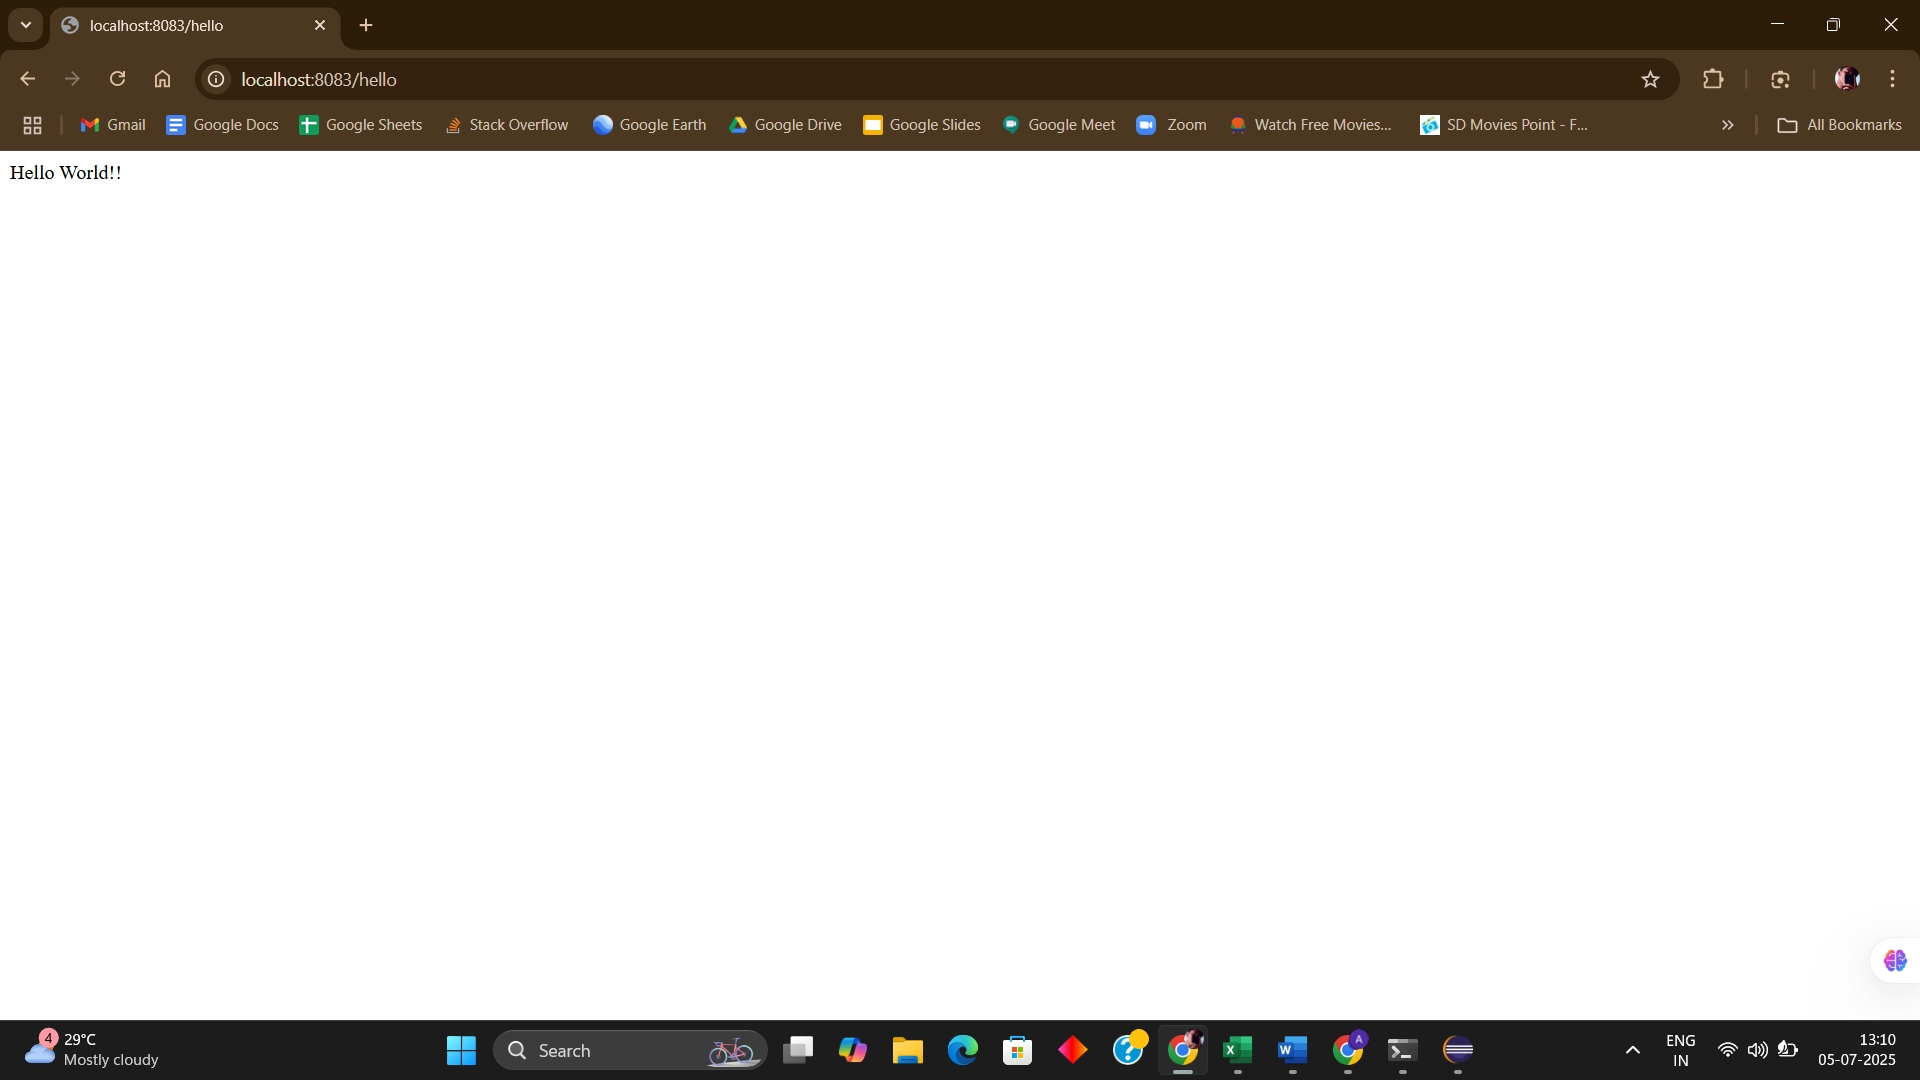 localhost:8083/hello
localhost:8083/hello
Gmail Google Docs Google Sheets Stack Overflow Google Earth Google Drive Google Slides Google Meet Zoom Watch Free Movies... SD Movies Point - F... » All Bookmarks
Hello World!!
4 29°C
Mostly cloudy
Search
A
ENG
IN
13:10
05-07-2025